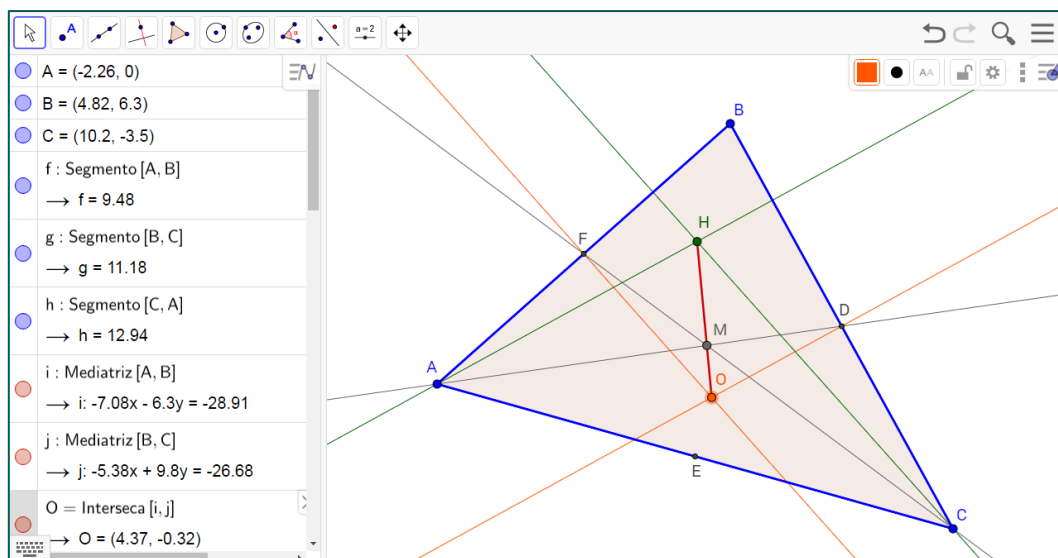 A
a=2
A = (-2.26, 0)
B = (4.82, 6.3)
C = (10.2, -3.5)
f : Segmento [A, B]
→ f = 9.48
g : Segmento [B, C]
→ g = 11.18
h : Segmento [C, A]
→ h = 12.94
i : Mediatriz [A, B]
→ i: -7.08x - 6.3y = -28.91
j : Mediatriz [B, C]
→ j: -5.38x + 9.8y = -26.68
O = Interseca [i, j]
→ O = (4.37, -0.32)
AA
B
H
F
D
M
A
O
E
C